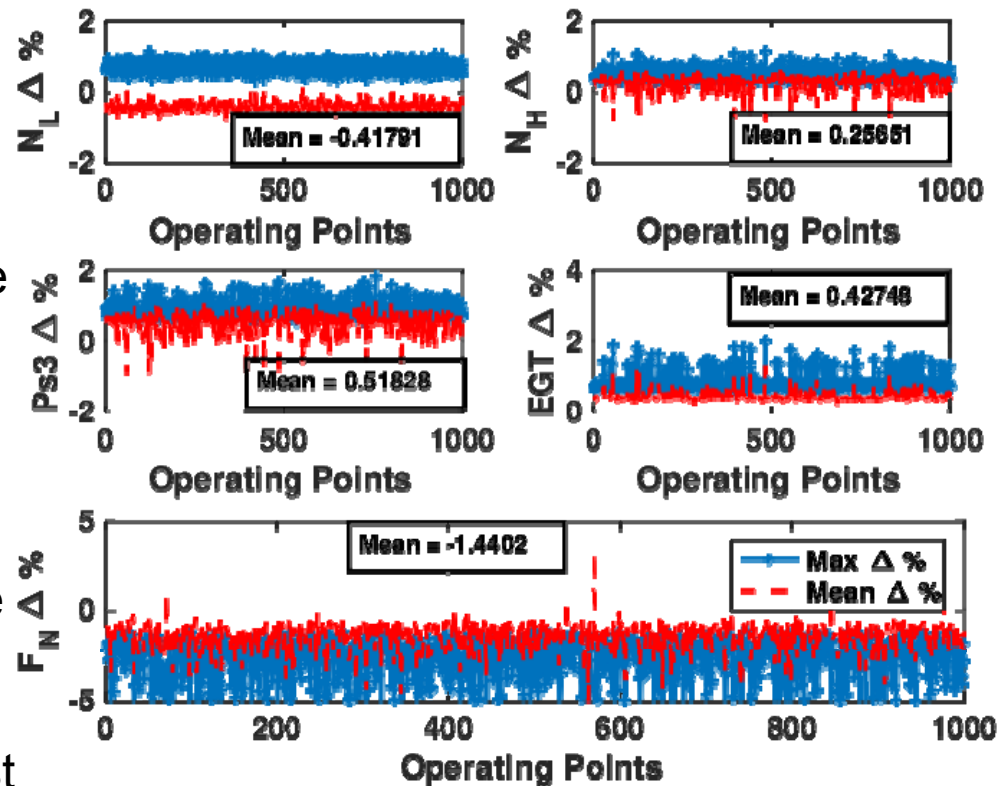 2
0
-2
N_L Δ %
Mean = -0.41791
0 500 1000
Operating Points
2
0
-2
N_H Δ %
Mean = 0.25651
0 500 1000
Operating Points
e
2
0
-2
Ps3 Δ %
Mean = 0.51828
0 500 1000
Operating Points
4
2
0
EGT Δ %
Mean = 0.42748
0 500 1000
Operating Points
e
5
0
-5
F_N Δ %
Mean = -1.4402
Max Δ %
Mean Δ %
0 200 400 600 800 1000
Operating Points
st